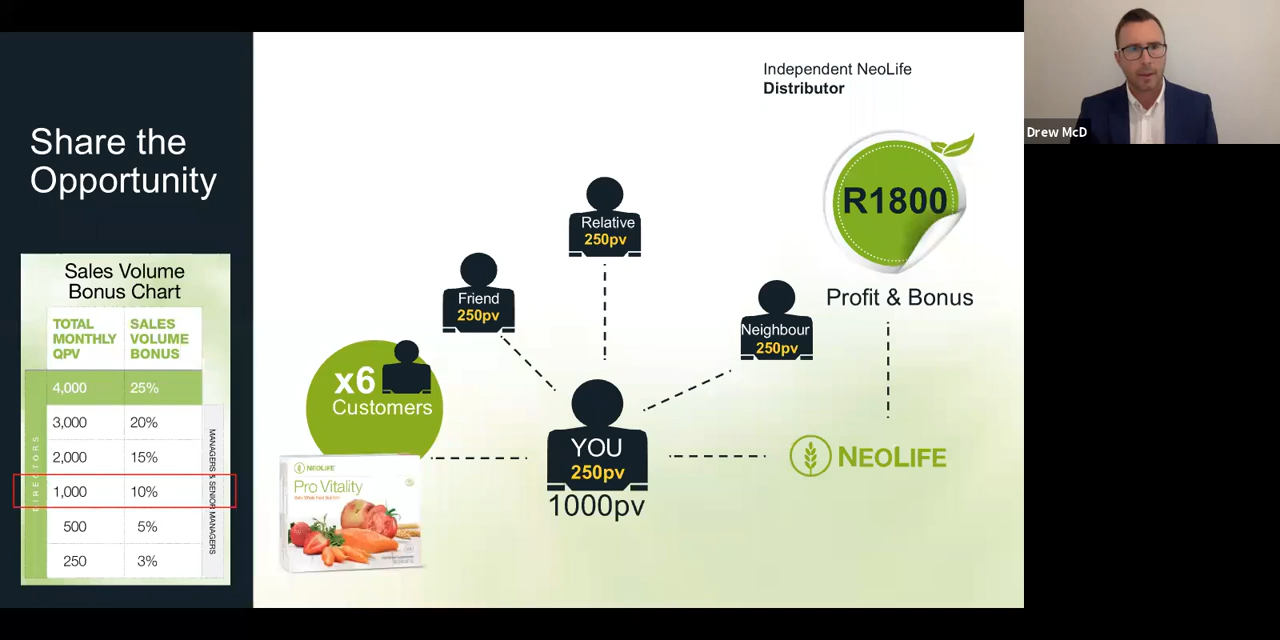 Share the
Opportunity
Sales Volume
Bonus Chart
TOTAL
MONTHLY
QPV
SALES
VOLUME
BONUS
4,000 25%
3,000 20%
2,000 15%
1,000 10%
500 5%
250 3%
DIRECTORS
MANAGERS & SENIOR MANAGERS
Independent NeoLife
Distributor
R1800
Profit & Bonus
Relative
250pv
Friend
250pv
Neighbour
250pv
x6
Customers
YOU
250pv
1000pv
NEOLIFE
NEOLIFE
Pro Vitality
Drew McD